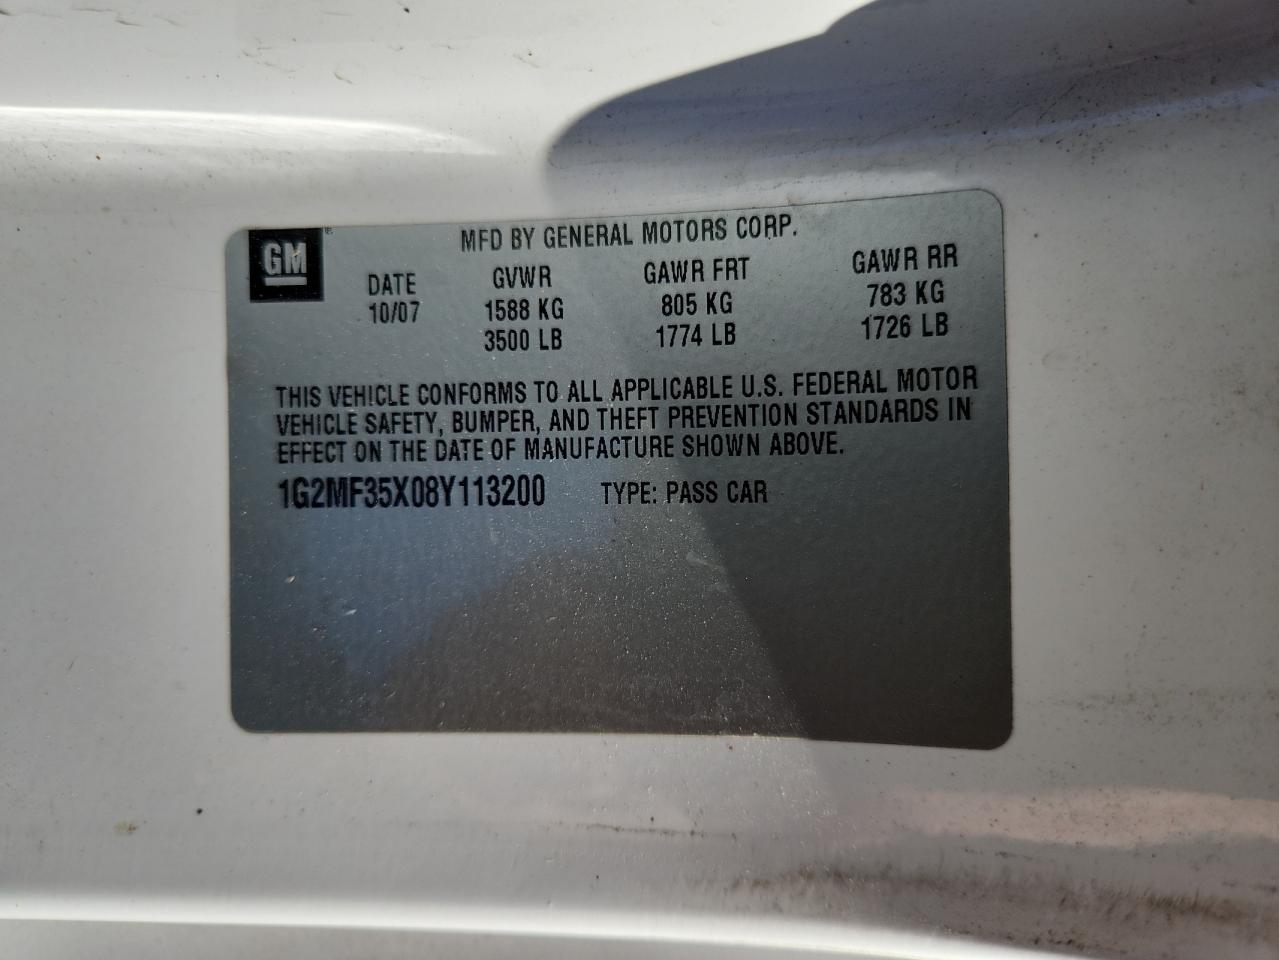 GM®
MFD BY GENERAL MOTORS CORP.
DATE GVWR GAWR FRT GAWR RR
10/07 1588 KG 805 KG 783 KG
3500 LB 1774 LB 1726 LB
THIS VEHICLE CONFORMS TO ALL APPLICABLE U.S. FEDERAL MOTOR
VEHICLE SAFETY, BUMPER, AND THEFT PREVENTION STANDARDS IN
EFFECT ON THE DATE OF MANUFACTURE SHOWN ABOVE.
1G2MF35X08Y113200 TYPE: PASS CAR